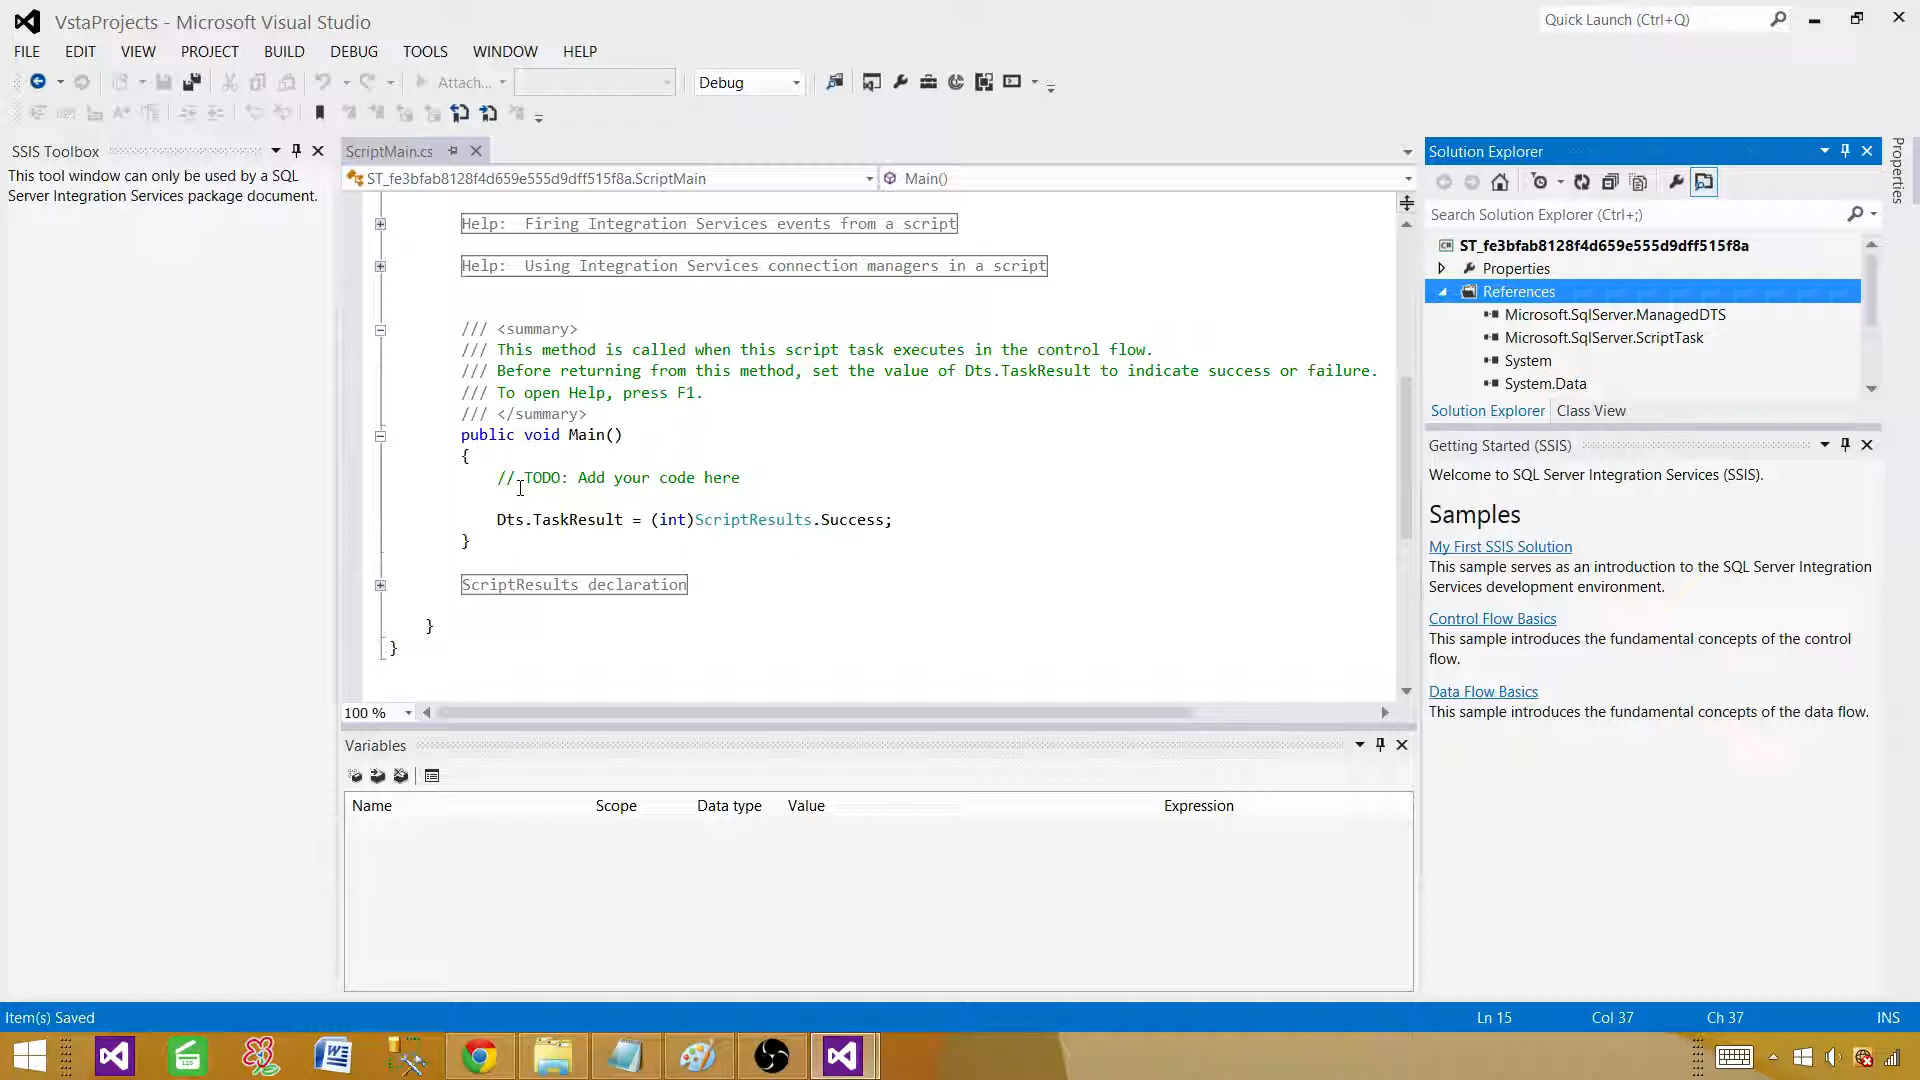 VstaProjects - Microsoft Visual Studio
Quick Launch (Ctrl+Q)
FILE EDIT VIEW PROJECT BUILD DEBUG TOOLS WINDOW HELP
Attach...
Debug
SSIS Toolbox
This tool window can only be used by a SQL
Server Integration Services package document.
ScriptMain.cs
ST_fe3bfab8128f4d659e555d9dff515f8a.ScriptMain
Main()
Help:  Firing Integration Services events from a script
Help:  Using Integration Services connection managers in a script
/// <summary>
/// This method is called when this script task executes in the control flow.
/// Before returning from this method, set the value of Dts.TaskResult to indicate success or failure.
/// To open Help, press F1.
/// </summary>
public void Main()
{
// TODO: Add your code here
Dts.TaskResult = (int)ScriptResults.Success;
}
ScriptResults declaration
}
}
100 %
Variables
Name Scope Data type Value Expression
Solution Explorer
Search Solution Explorer (Ctrl+;)
ST_fe3bfab8128f4d659e555d9dff515f8a
Properties
References
Microsoft.SqlServer.ManagedDTS
Microsoft.SqlServer.ScriptTask
System
System.Data
Solution Explorer Class View
Getting Started (SSIS)
Welcome to SQL Server Integration Services (SSIS).
Samples
My First SSIS Solution
This sample serves as an introduction to the SQL Server Integration
Services development environment.
Control Flow Basics
This sample introduces the fundamental concepts of the control
flow.
Data Flow Basics
This sample introduces the fundamental concepts of the data flow.
Properties
Item(s) Saved
Ln 15 Col 37 Ch 37 INS